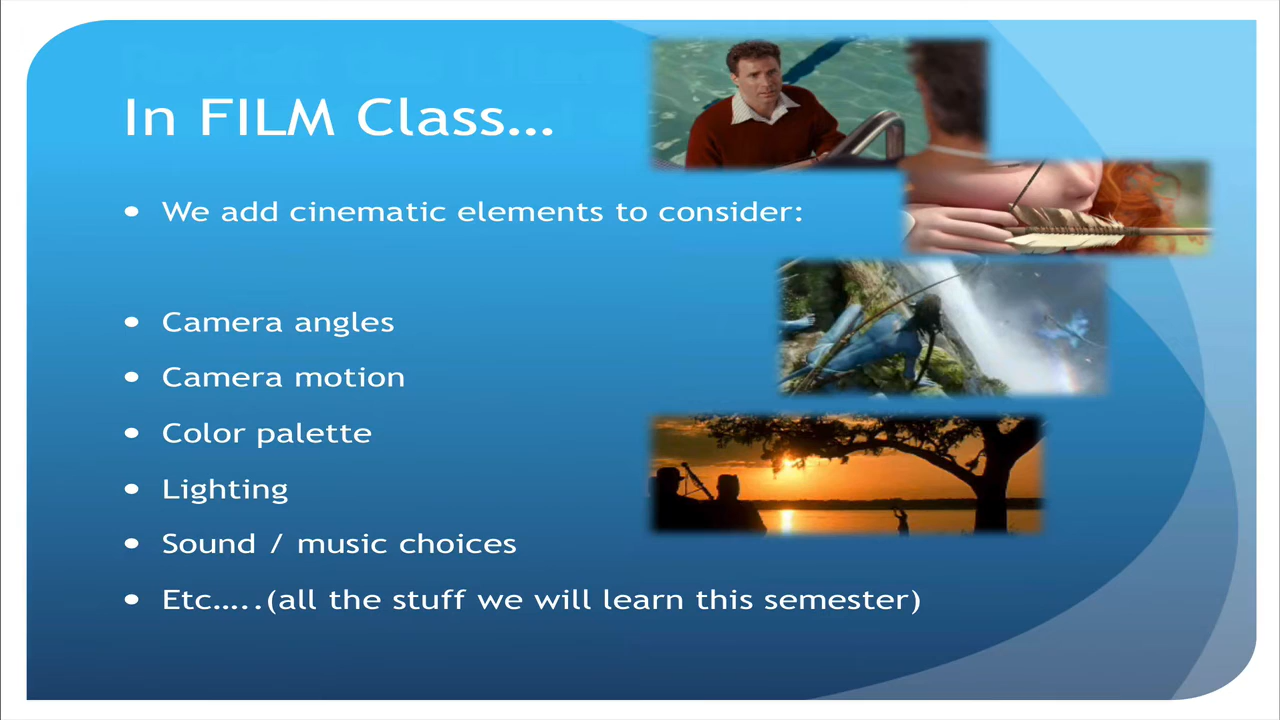 In FILM Class…
• We add cinematic elements to consider:
• Camera angles
• Camera motion
• Color palette
• Lighting
• Sound / music choices
• Etc…..(all the stuff we will learn this semester)